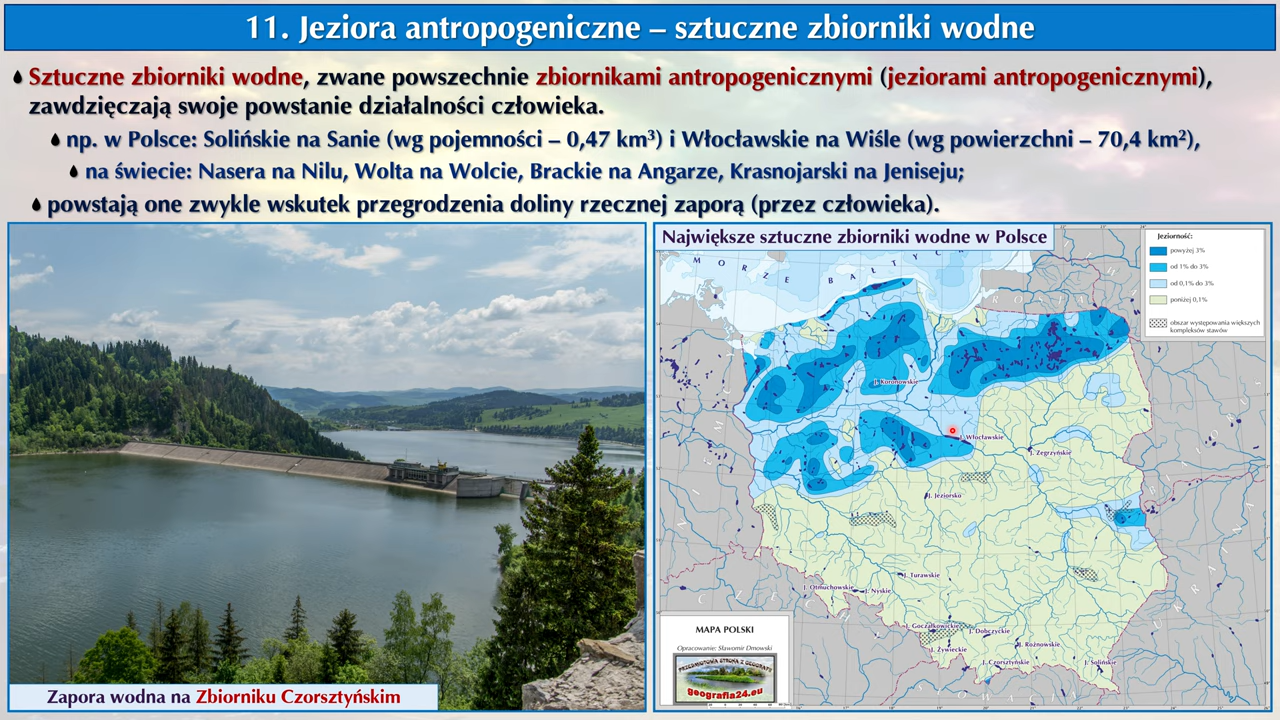 11. Jeziora antropogeniczne – sztuczne zbiorniki wodne
Sztuczne zbiorniki wodne, zwane powszechnie zbiornikami antropogenicznymi (jeziorami antropogenicznymi),
zawdzięczają swoje powstanie działalności człowieka.
np. w Polsce: Solińskie na Sanie (wg pojemności – 0,47 km³) i Włocławskie na Wiśle (wg powierzchni – 70,4 km²),
na świecie: Nasera na Nilu, Wolta na Wolcie, Brackie na Angarze, Krasnojarski na Jeniseju;
powstają one zwykle wskutek przegrodzenia doliny rzecznej zaporą (przez człowieka).
Zapora wodna na Zbiorniku Czorsztyńskim
Największe sztuczne zbiorniki wodne w Polsce
Jeziorność:
powyżej 3%
od 1% do 3%
od 0,1% do 3%
poniżej 0,1%
obszar występowania większych
kompleksów stawów
MORZE BAŁTYC
ROSJA
J. Koronowskie
J. Włocławskie
J. Zegrzyńskie
J. Jeziorsko
J. Turawskie
J. Otmuchowskie
J. Nyskie
J. Goczałkowickie
J. Dobczyckie
J. Rożnowskie
J. Żywieckie
J. Czorsztyńskie
J. Solińskie
MAPA POLSKI
Opracowanie: Sławomir Dmowski
PRZEDMIOTOWA STRONA Z GEOGRAFII
geografia24.eu